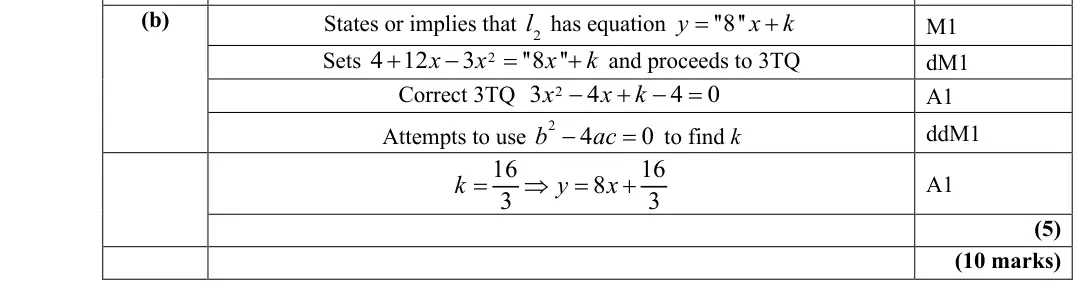 (b) States or implies that l₂ has equation y = "8" x + k M1
Sets 4 + 12x − 3x² = "8x" + k and proceeds to 3TQ dM1
Correct 3TQ 3x² − 4x + k − 4 = 0 A1
Attempts to use b² − 4ac = 0 to find k ddM1
k = 16/3 ⇒ y = 8x + 16/3 A1
(5)
(10 marks)